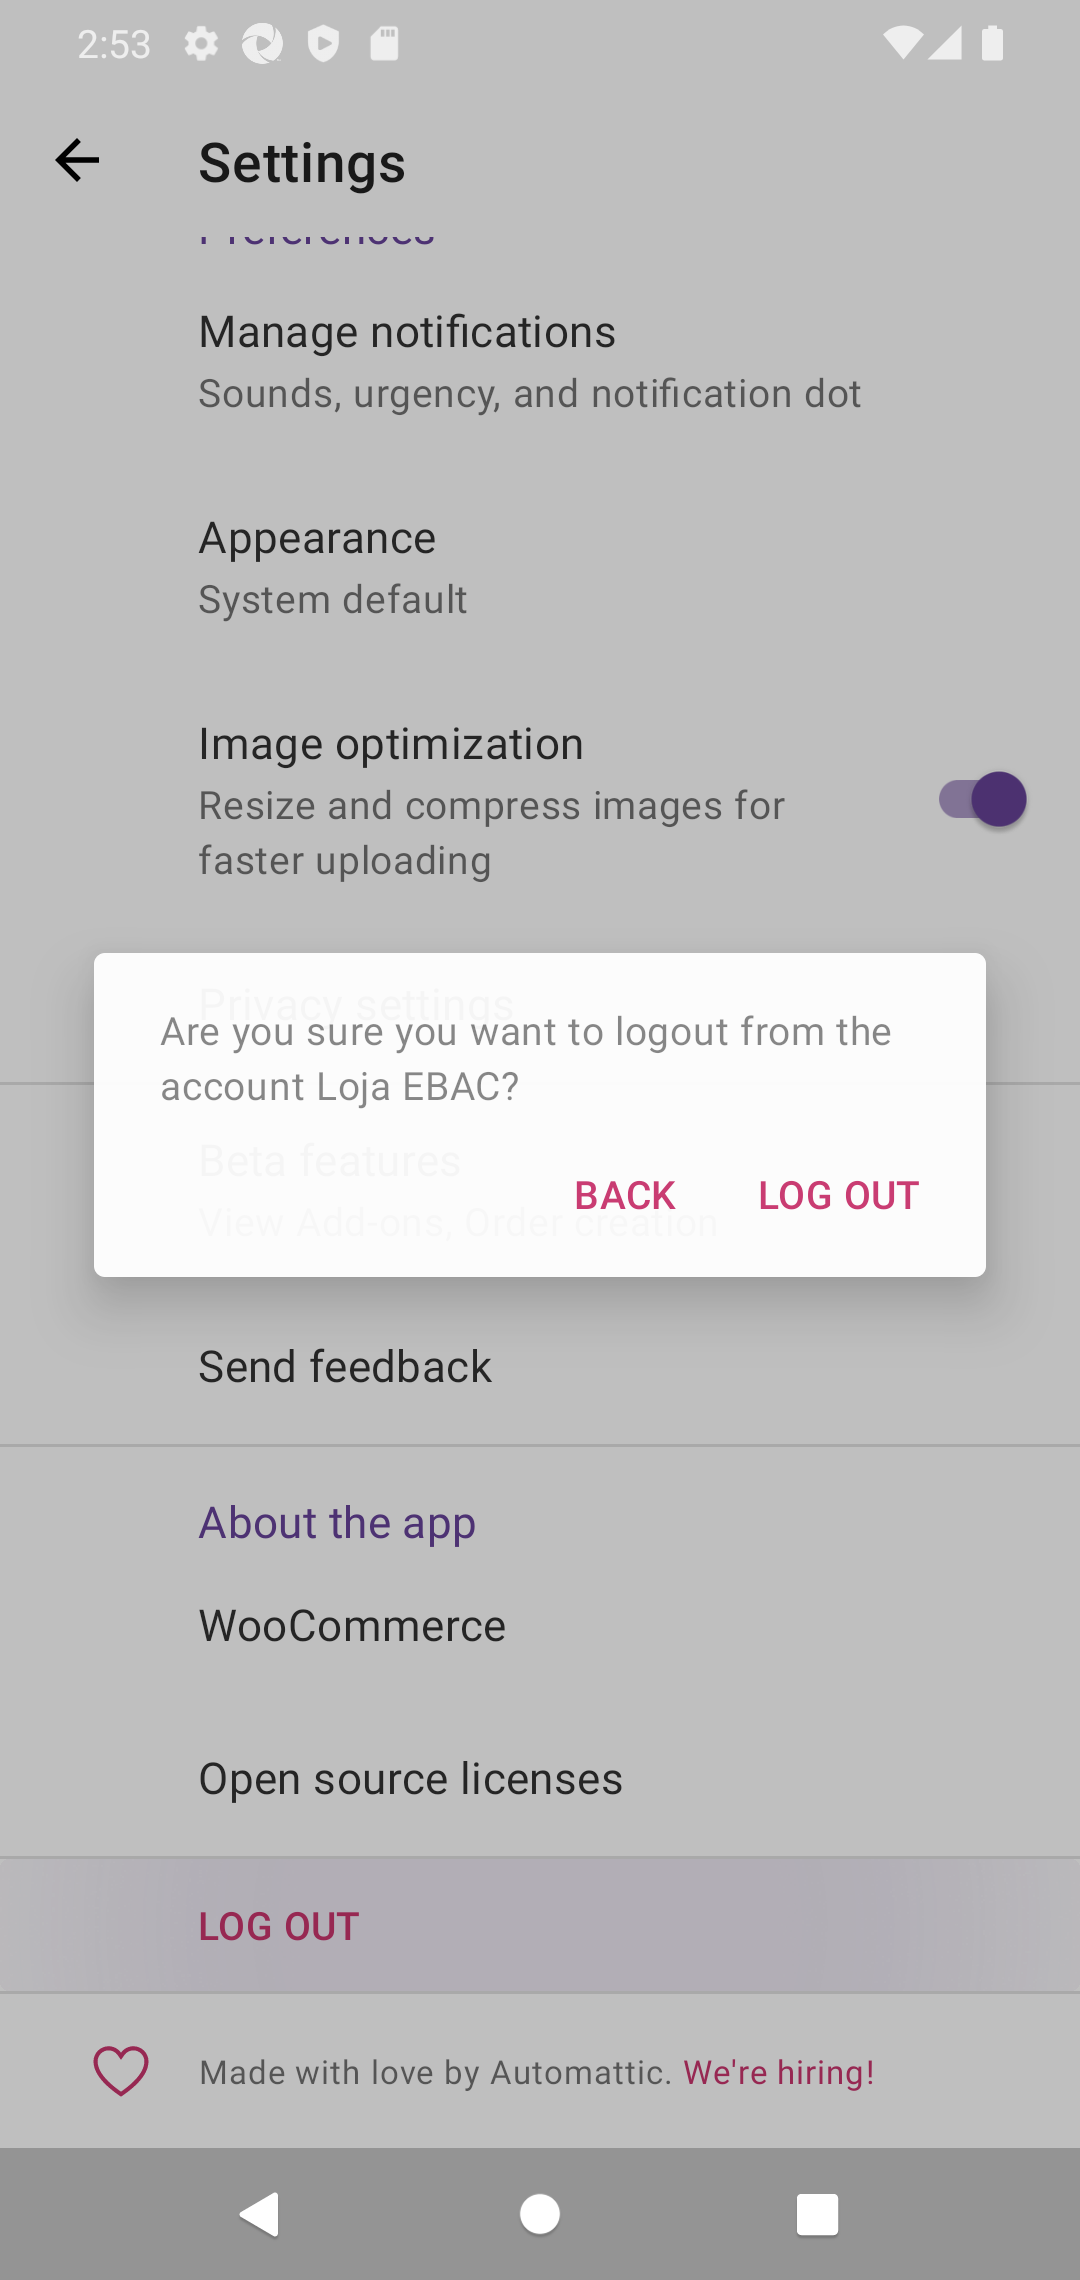 2:53
Settings
Preferences
Manage notifications
Sounds, urgency, and notification dot
Appearance
System default
Image optimization
Resize and compress images for
faster uploading
Privacy settings
Are you sure you want to logout from the
account Loja EBAC?
Beta features
BACK LOG OUT
View Add-ons, Order creation
Send feedback
About the app
WooCommerce
Open source licenses
LOG OUT
Made with love by Automattic. We're hiring!